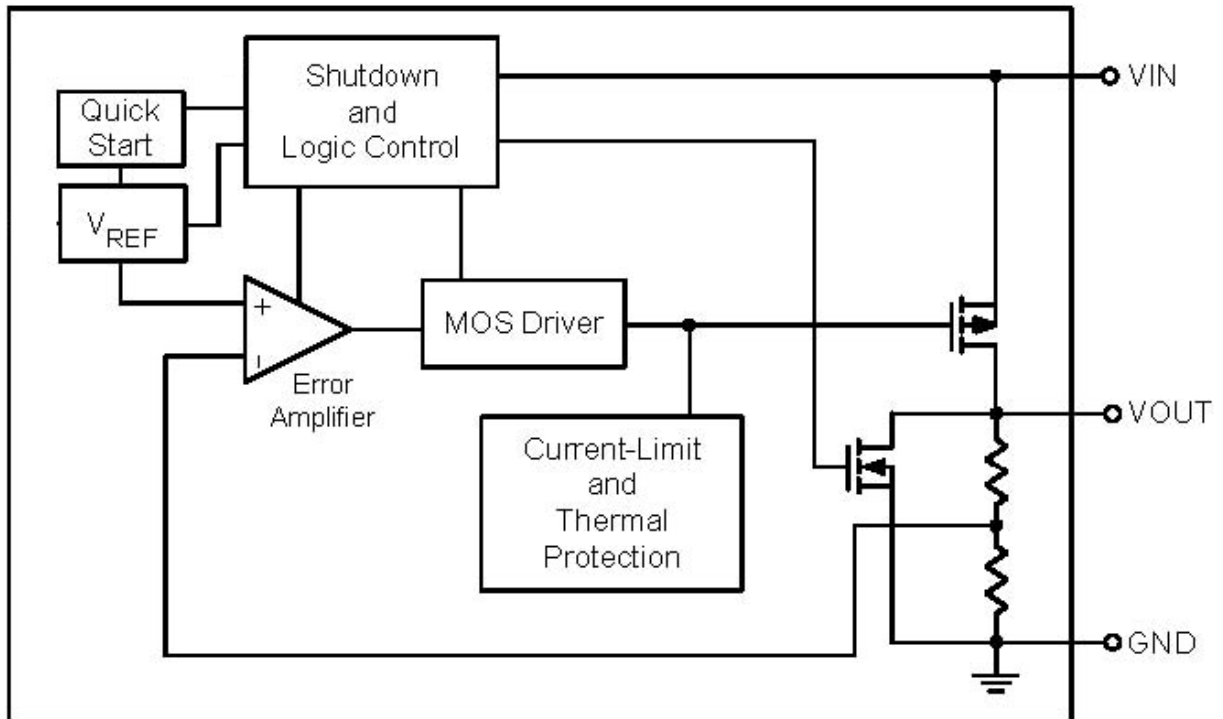 Shutdown
and
Logic Control
VIN
Quick
Start
VREF
+
-
MOS Driver
Error
Amplifier
VOUT
Current-Limit
and
Thermal
Protection
GND